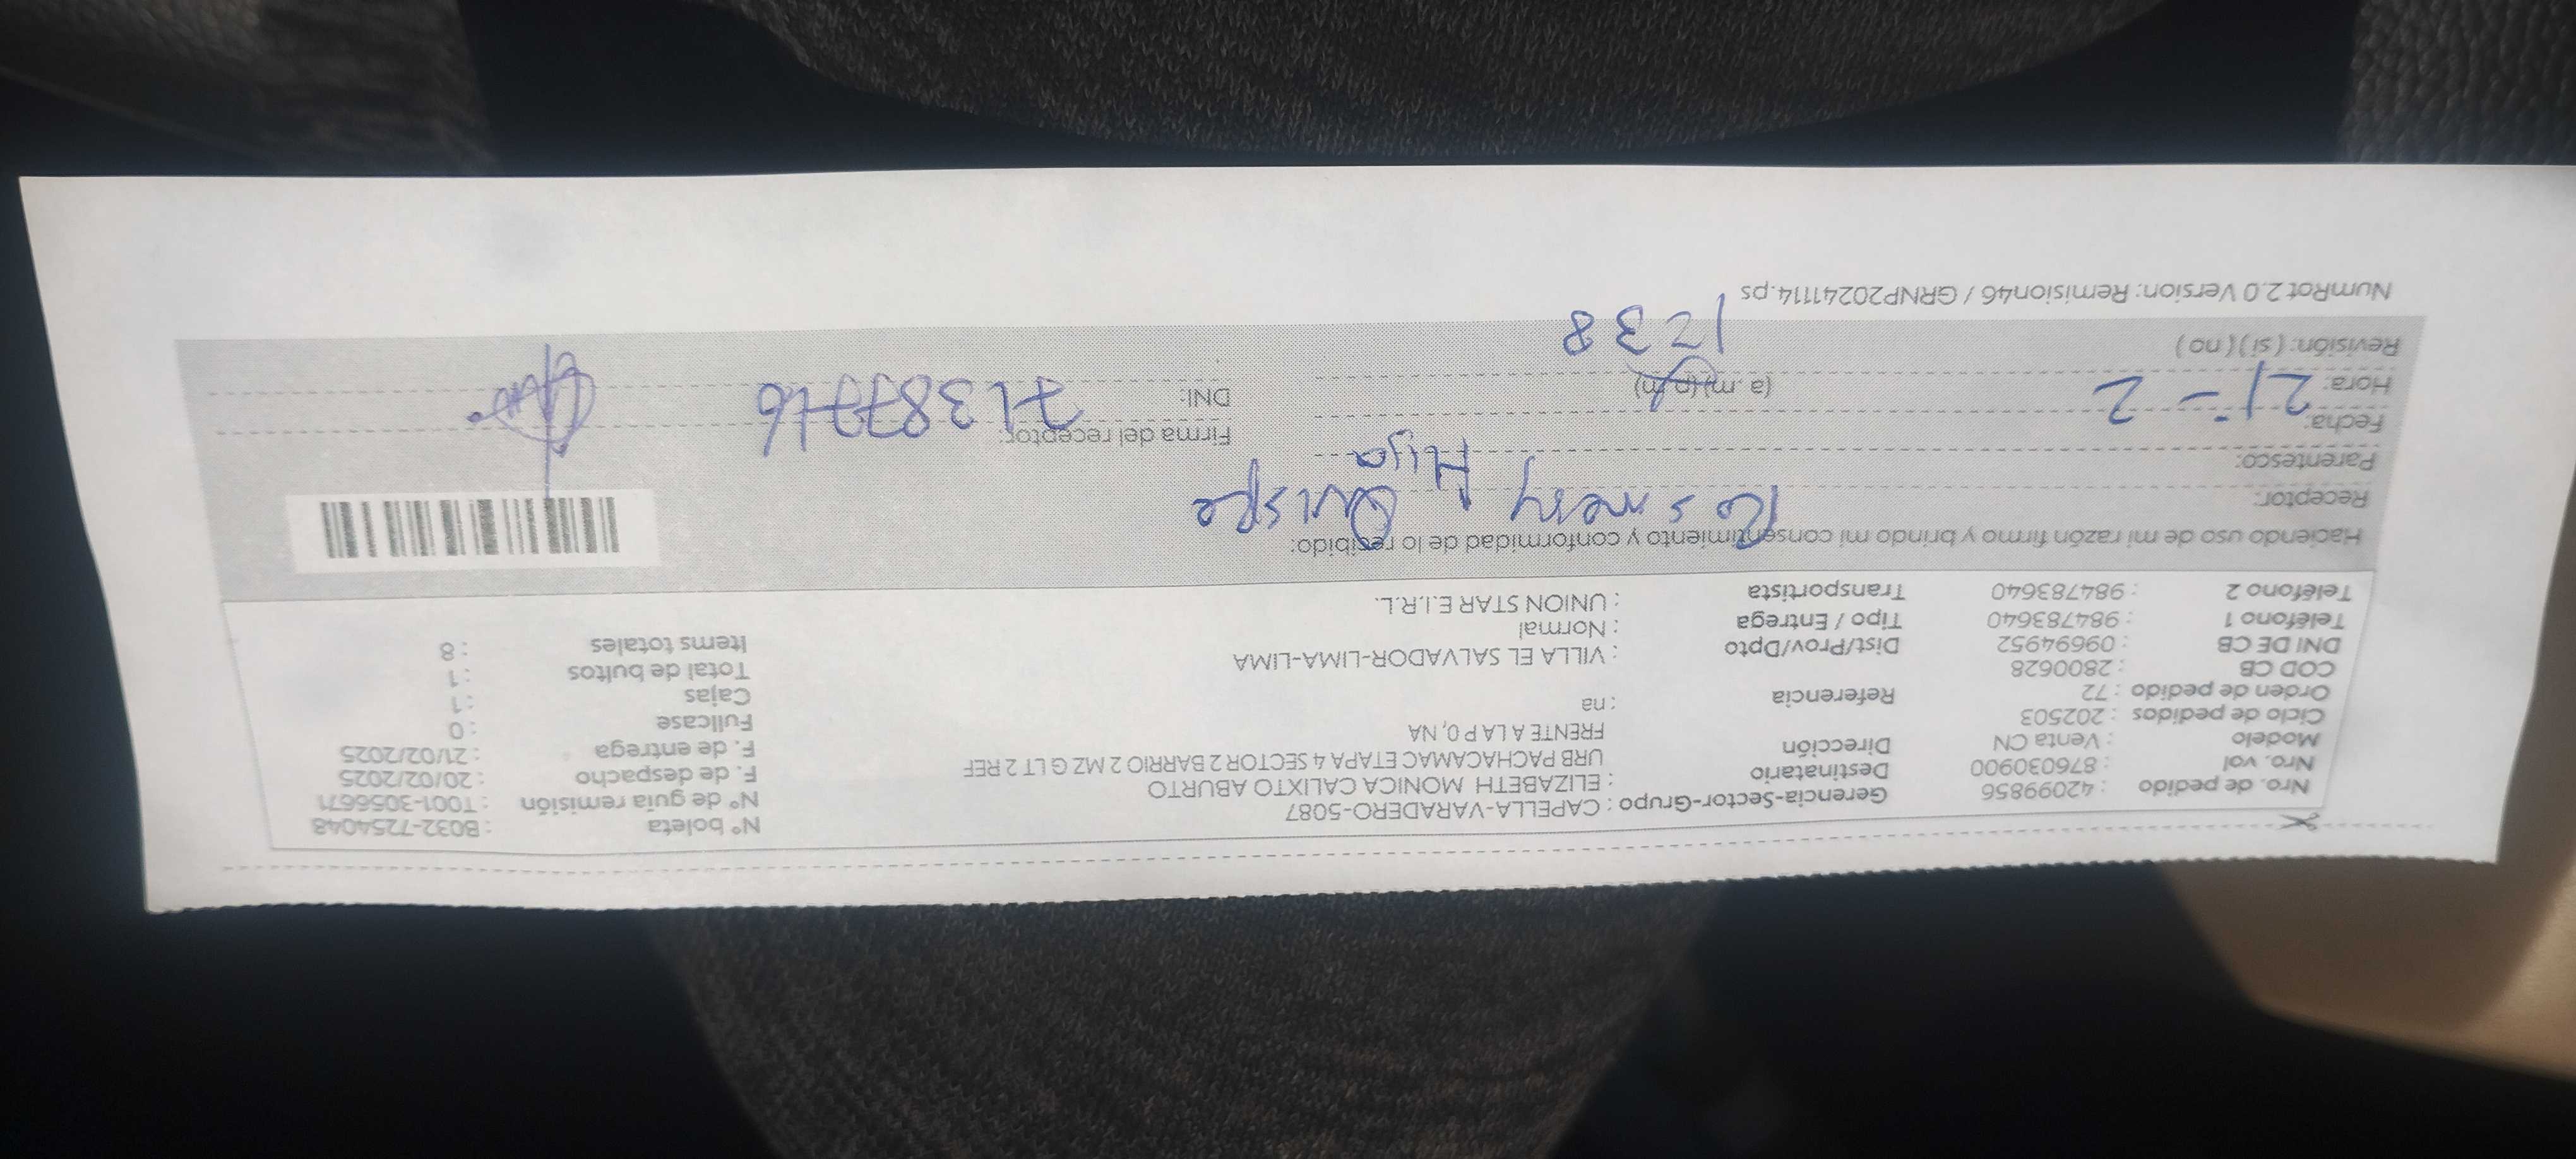 Nro. de pedido : 42099856 Gerencia-Sector-Grupo : CAPELLA-VARADERO-5087 Nº boleta : B032-7254048
Nro. vol : 876030900 Destinatario : ELIZABETH MONICA CALIXTO ABURTO Nº de guía remisión : T001-3056671
Modelo : Venta CN Dirección URB PACHACAMAC ETAPA 4 SECTOR 2 BARRIO 2 MZ G LT 2 REF F. de despacho : 20/02/2025
Ciclo de pedidos : 202503 FRENTE A LA P 0, NA F. de entrega : 21/02/2025
Orden de pedido : 72 Referencia : na Fullcase : 0
COD CB : 2800628 Cajas : 1
DNI DE CB : 09694952 Dist/Prov/Dpto : VILLA EL SALVADOR-LIMA-LIMA Total de bultos : 1
Teléfono 1 : 984783640 Tipo / Entrega : Normal Items totales : 8
Teléfono 2 : 984783640 Transportista : UNION STAR E.I.R.L.
Haciendo uso de mi razón firmo y brindo mi consentimiento y conformidad de lo recibido:
Receptor: Rosmery Quispe
Parentesco: Hija
Fecha: 21-2 Firma del receptor:
Hora: (a. m) (p. m) DNI: 71387716
Revisión: ( si ) ( no ) 1238
NumRot 2.0 Version: Remision46 / GRNP20241114.ps